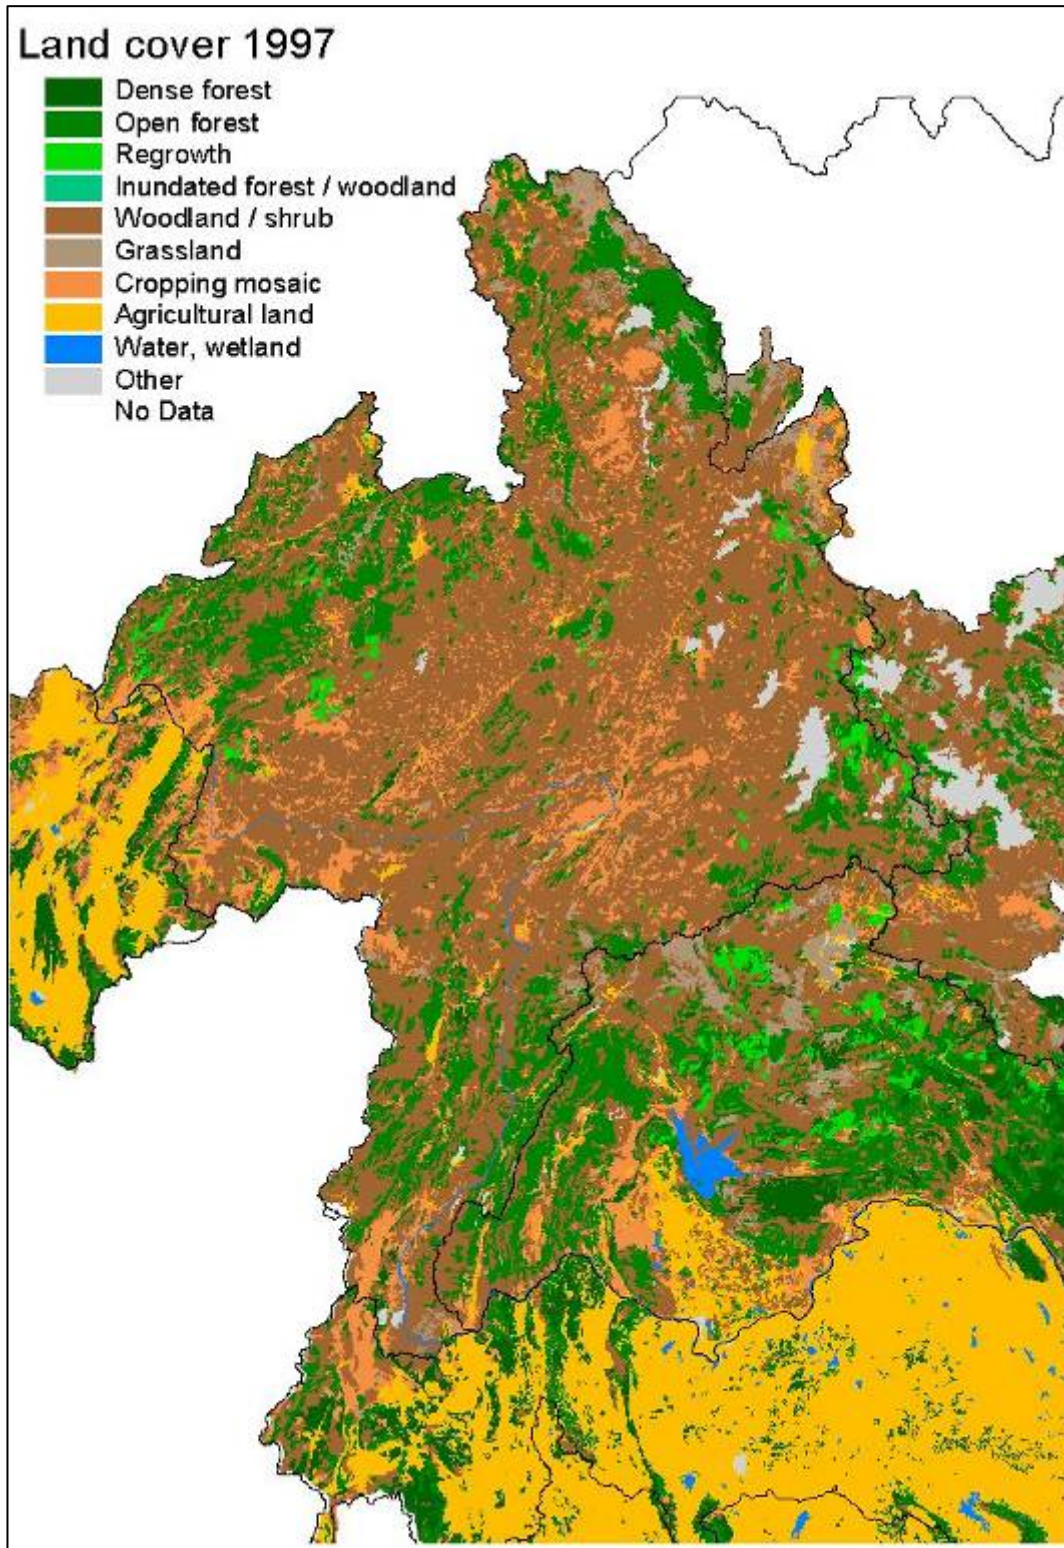 Land cover 1997
Dense forest
Open forest
Regrowth
Inundated forest / woodland
Woodland / shrub
Grassland
Cropping mosaic
Agricultural land
Water, wetland
Other
No Data